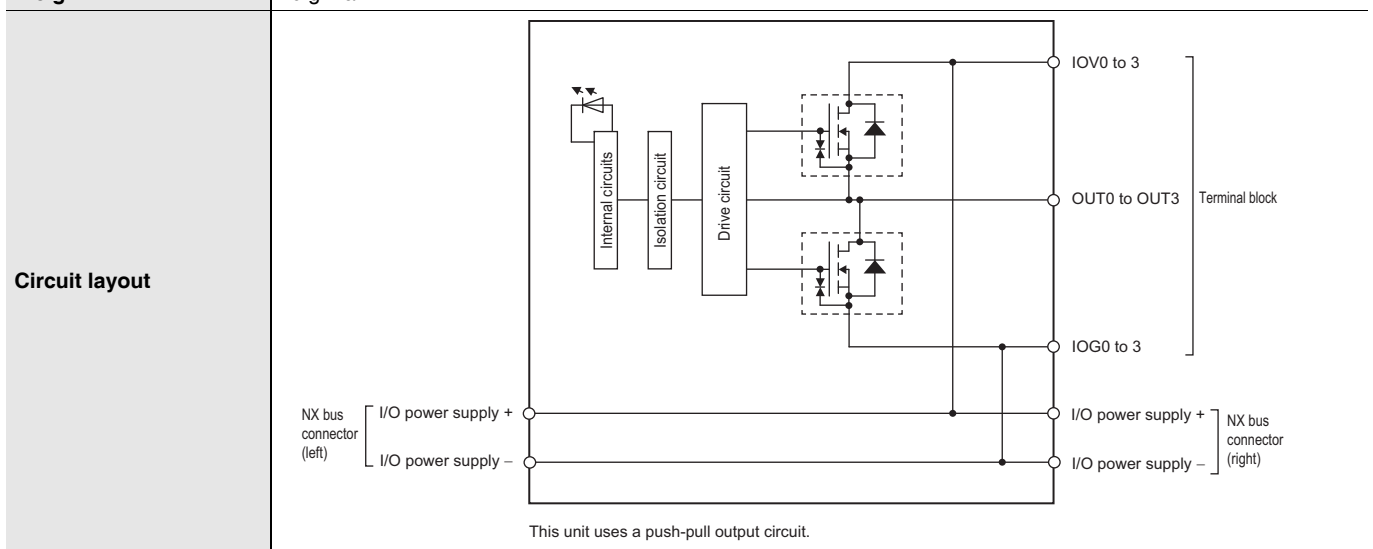 Circuit layout
Internal circuits
Isolation circuit
Drive circuit
IOV0 to 3
OUT0 to OUT3
Terminal block
IOG0 to 3
NX bus
connector
(left)
I/O power supply +
I/O power supply –
I/O power supply +
I/O power supply –
NX bus
connector
(right)
This unit uses a push-pull output circuit.